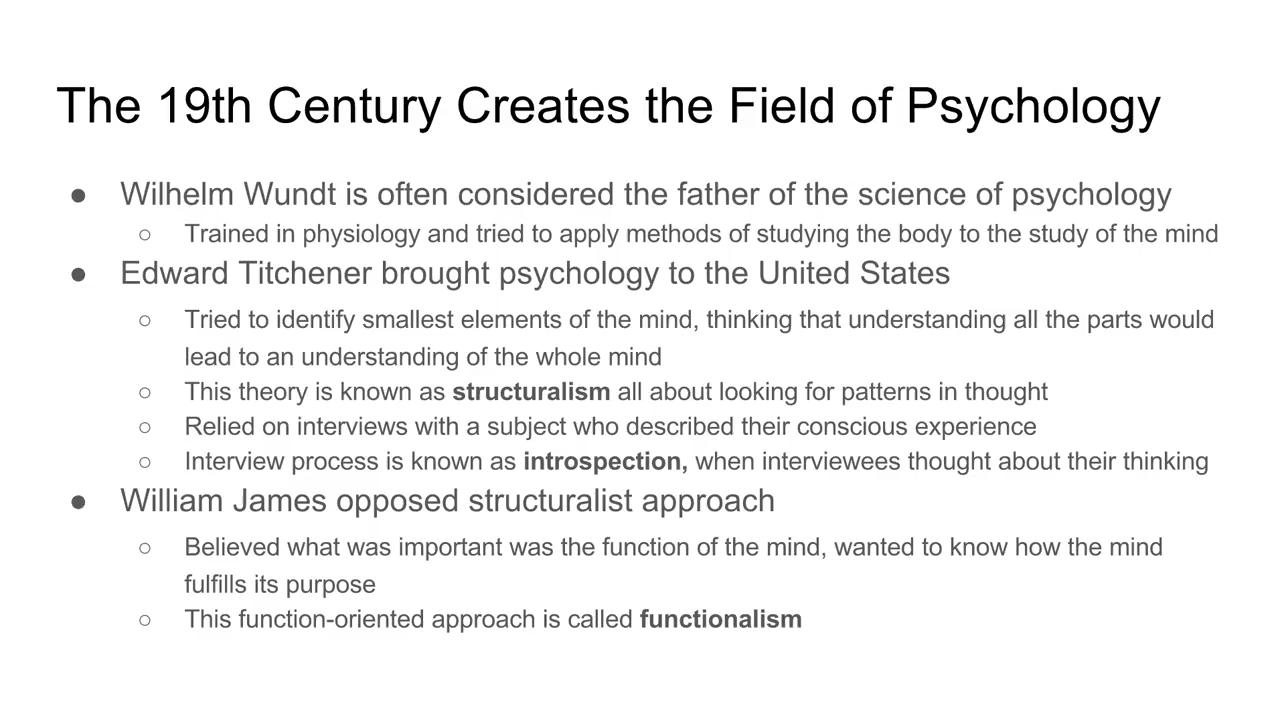 The 19th Century Creates the Field of Psychology
● Wilhelm Wundt is often considered the father of the science of psychology
○ Trained in physiology and tried to apply methods of studying the body to the study of the mind
● Edward Titchener brought psychology to the United States
○ Tried to identify smallest elements of the mind, thinking that understanding all the parts would
lead to an understanding of the whole mind
○ This theory is known as structuralism all about looking for patterns in thought
○ Relied on interviews with a subject who described their conscious experience
○ Interview process is known as introspection, when interviewees thought about their thinking
● William James opposed structuralist approach
○ Believed what was important was the function of the mind, wanted to know how the mind
fulfills its purpose
○ This function-oriented approach is called functionalism